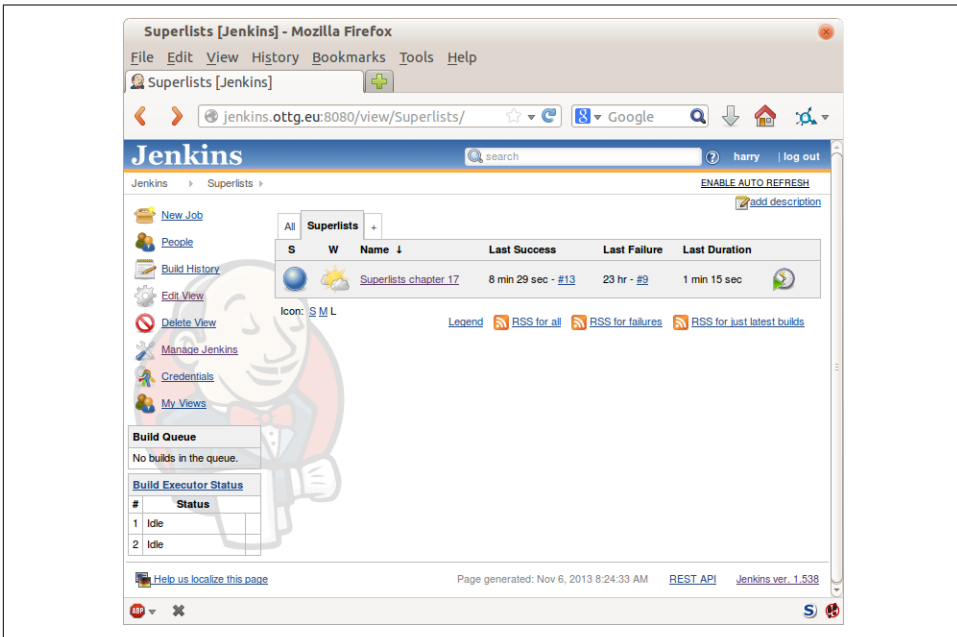 Superlists [Jenkins] - Mozilla Firefox
File Edit View History Bookmarks Tools Help
Superlists [Jenkins]
jenkins.ottg.eu:8080/view/Superlists/ 8 Google
Jenkins search ? harry | log out
Jenkins Superlists ENABLE AUTO REFRESH
add description
New Job
People
Build History
Edit View
Delete View
Manage Jenkins
Credentials
My Views
All Superlists +
S W Name ↓ Last Success Last Failure Last Duration
Superlists chapter 17 8 min 29 sec - #13 23 hr - #9 1 min 15 sec
Icon: S M L
Legend RSS for all RSS for failures RSS for just latest builds
Build Queue
No builds in the queue.
Build Executor Status
# Status
1 Idle
2 Idle
Help us localize this page Page generated: Nov 6, 2013 8:24:33 AM REST API Jenkins ver. 1.538
ABP S